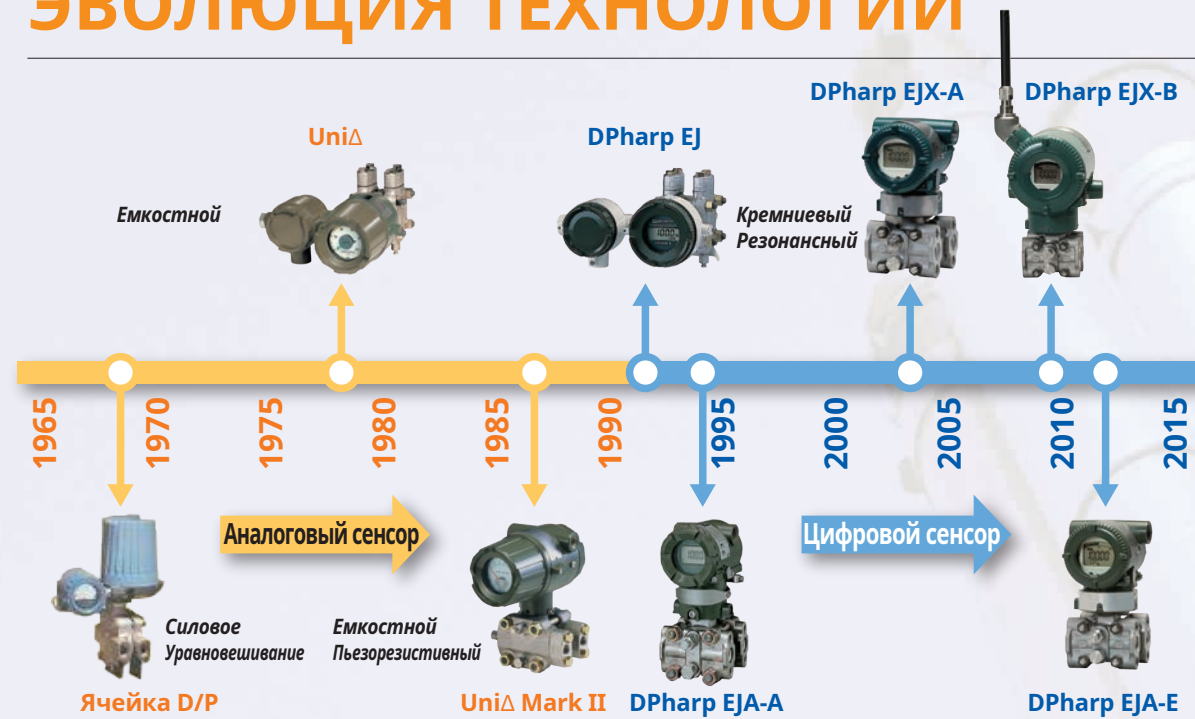 ЭВОЛЮЦИЯ ТЕХНОЛОГИИ
DPharp EJX-A
DPharp EJX-B
UniΔ
DPharp EJ
Емкостной
Кремниевый
Резонансный
1965
1970
1975
1980
1985
1990
1995
2000
2005
2010
2015
Аналоговый сенсор
Цифровой сенсор
Силовое
Уравновешивание
Емкостной
Пьезорезистивный
Ячейка D/P
UniΔ Mark II
DPharp EJA-A
DPharp EJA-E